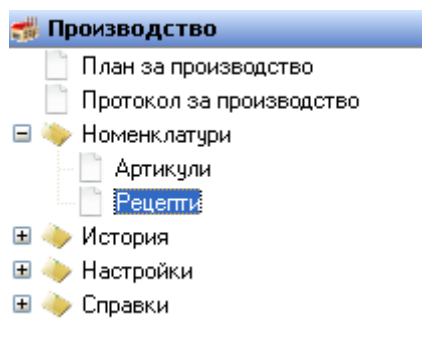 Производство
План за производство
Протокол за производство
Номенклатури
Артикули
Рецепти
История
Настройки
Справки